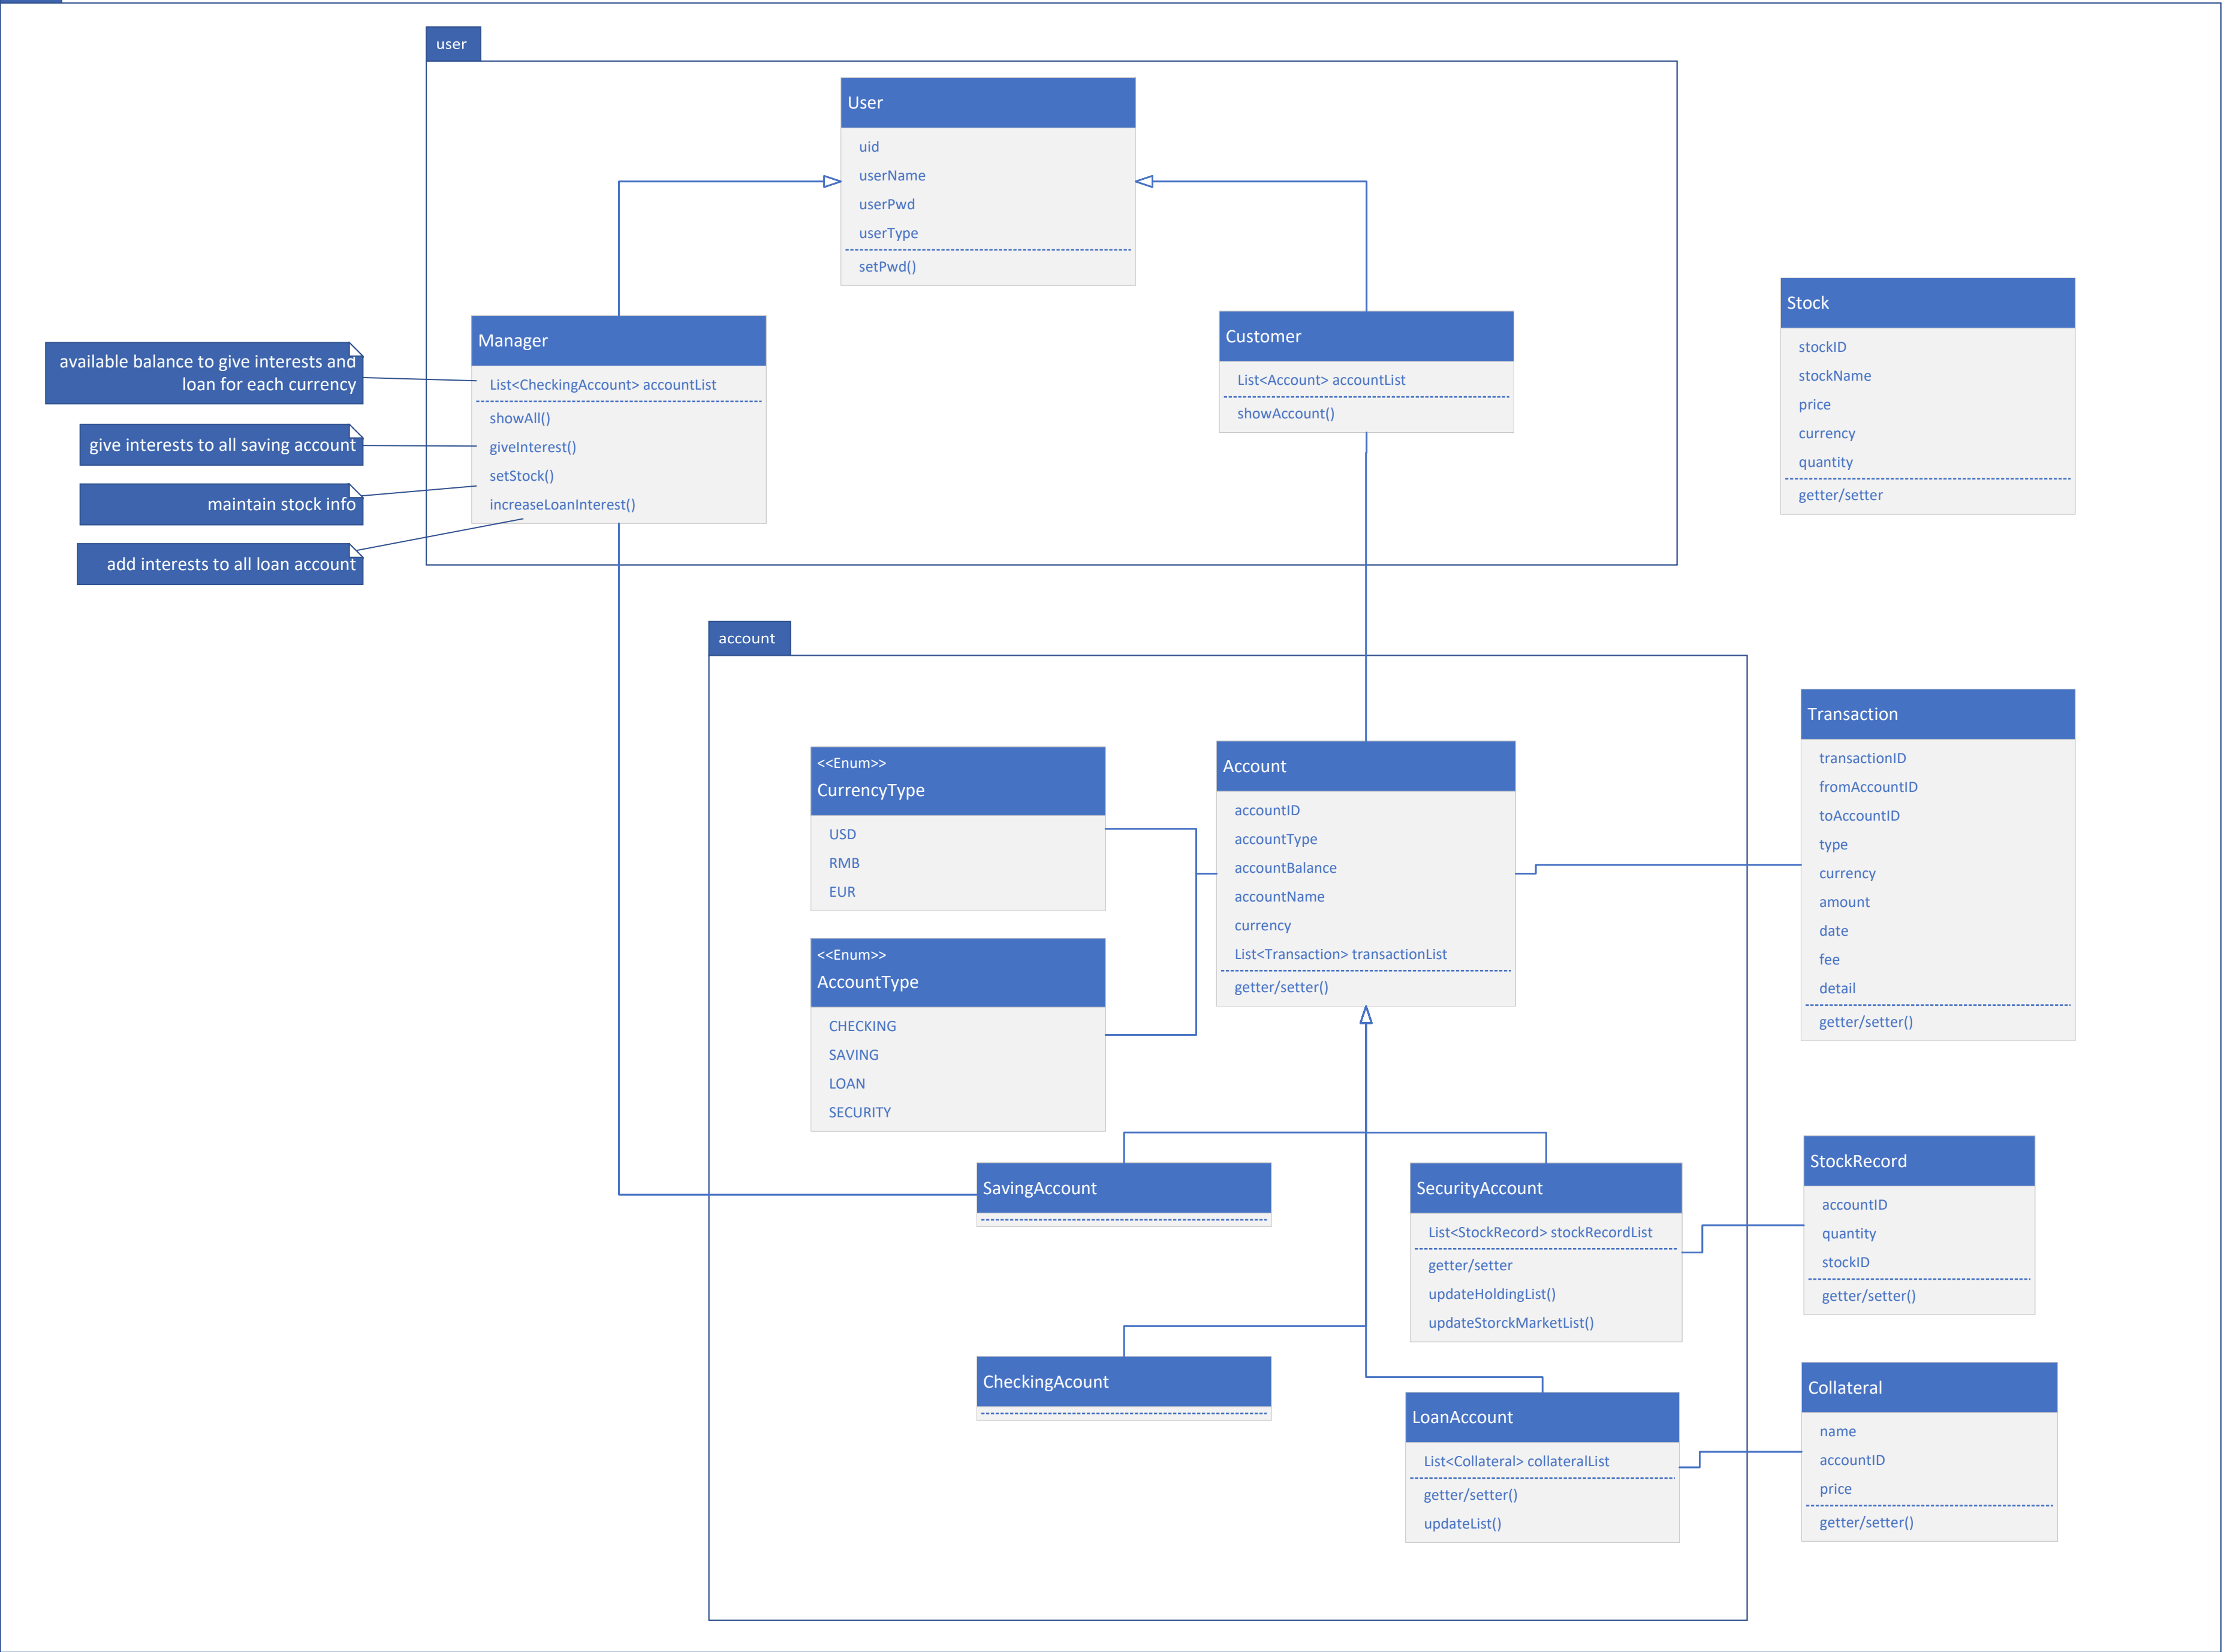 user
User
uid
userName
userPwd
userType
setPwd()
Manager
List<CheckingAccount> accountList
showAll()
giveInterest()
setStock()
increaseLoanInterest()
available balance to give interests and
loan for each currency
give interests to all saving account
maintain stock info
add interests to all loan account
Customer
List<Account> accountList
showAccount()
Stock
stockID
stockName
price
currency
quantity
getter/setter
account
<<Enum>>
CurrencyType
USD
RMB
EUR
<<Enum>>
AccountType
CHECKING
SAVING
LOAN
SECURITY
Account
accountID
accountType
accountBalance
accountName
currency
List<Transaction> transactionList
getter/setter()
Transaction
transactionID
fromAccountID
toAccountID
type
currency
amount
date
fee
detail
getter/setter()
SavingAccount
SecurityAccount
List<StockRecord> stockRecordList
getter/setter
updateHoldingList()
updateStorckMarketList()
StockRecord
accountID
quantity
stockID
getter/setter()
CheckingAcount
LoanAccount
List<Collateral> collateralList
getter/setter()
updateList()
Collateral
name
accountID
price
getter/setter()